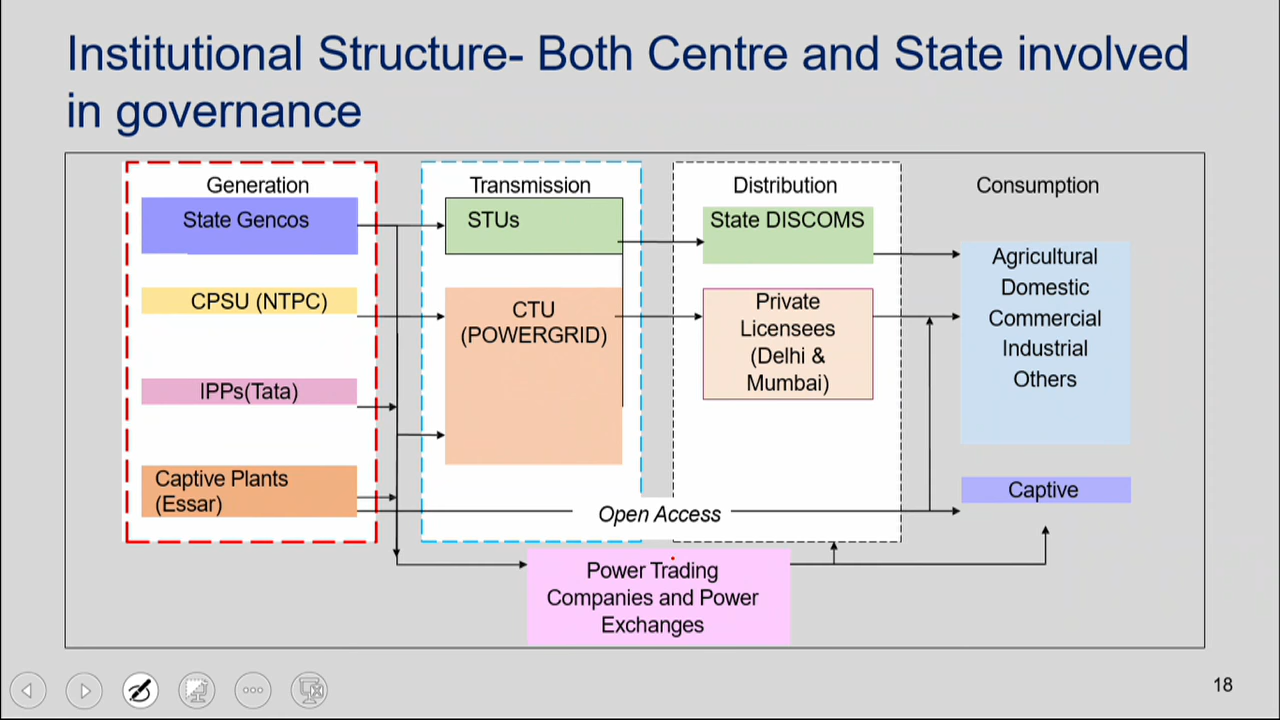 Institutional Structure- Both Centre and State involved
in governance
Generation
State Gencos
CPSU (NTPC)
IPPs(Tata)
Captive Plants
(Essar)
Transmission
STUs
CTU
(POWERGRID)
Distribution
State DISCOMS
Private
Licensees
(Delhi &
Mumbai)
Consumption
Agricultural
Domestic
Commercial
Industrial
Others
Captive
Open Access
Power Trading
Companies and Power
Exchanges
18